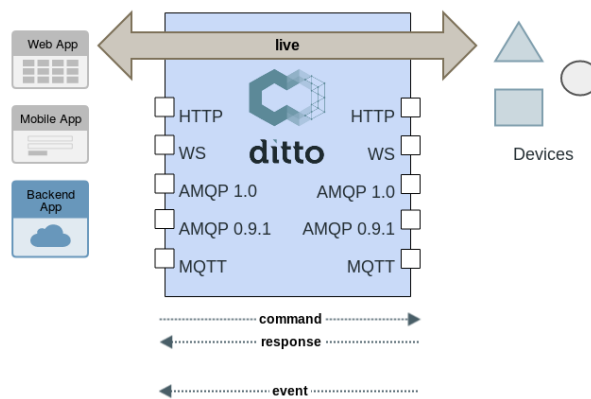 Web App
live
Mobile App
Backend
App
HTTP
WS
AMQP 1.0
AMQP 0.9.1
MQTT
ditto
HTTP
WS
AMQP 1.0
AMQP 0.9.1
MQTT
Devices
command
response
event